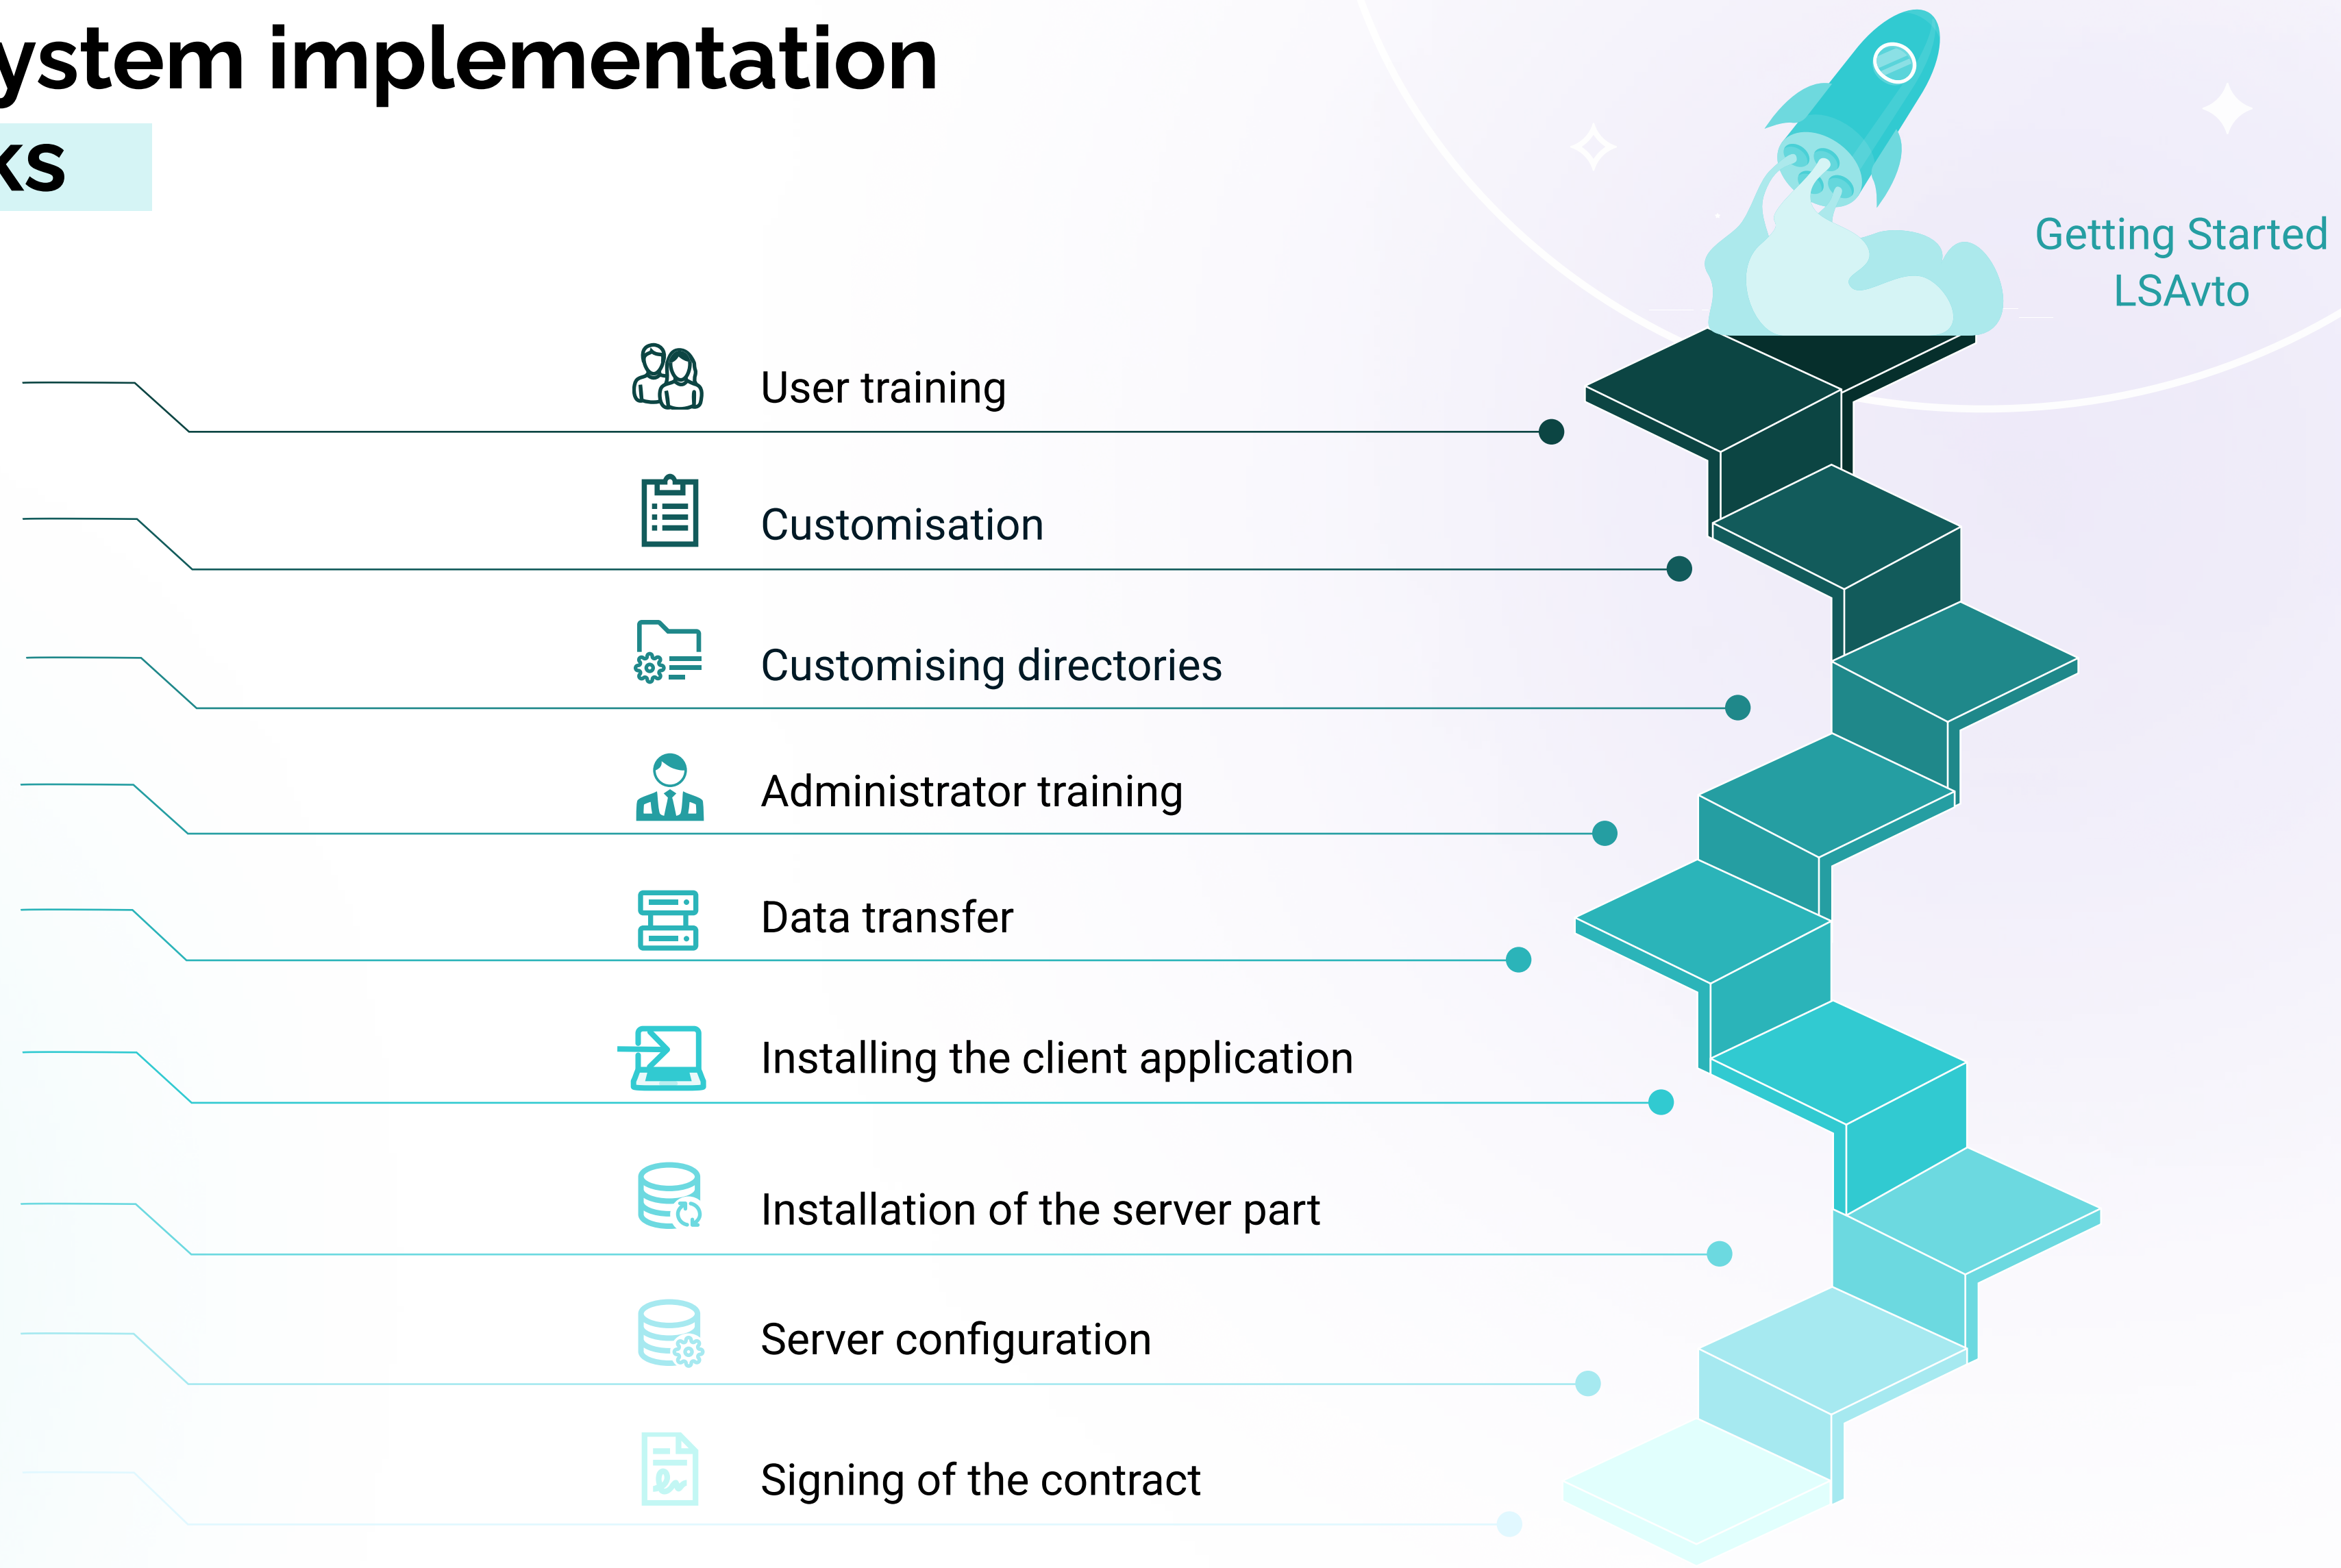 ystem implementation
ks
Getting Started
LSAvto
User training
Customisation
Customising directories
Administrator training
Data transfer
Installing the client application
Installation of the server part
Server configuration
Signing of the contract